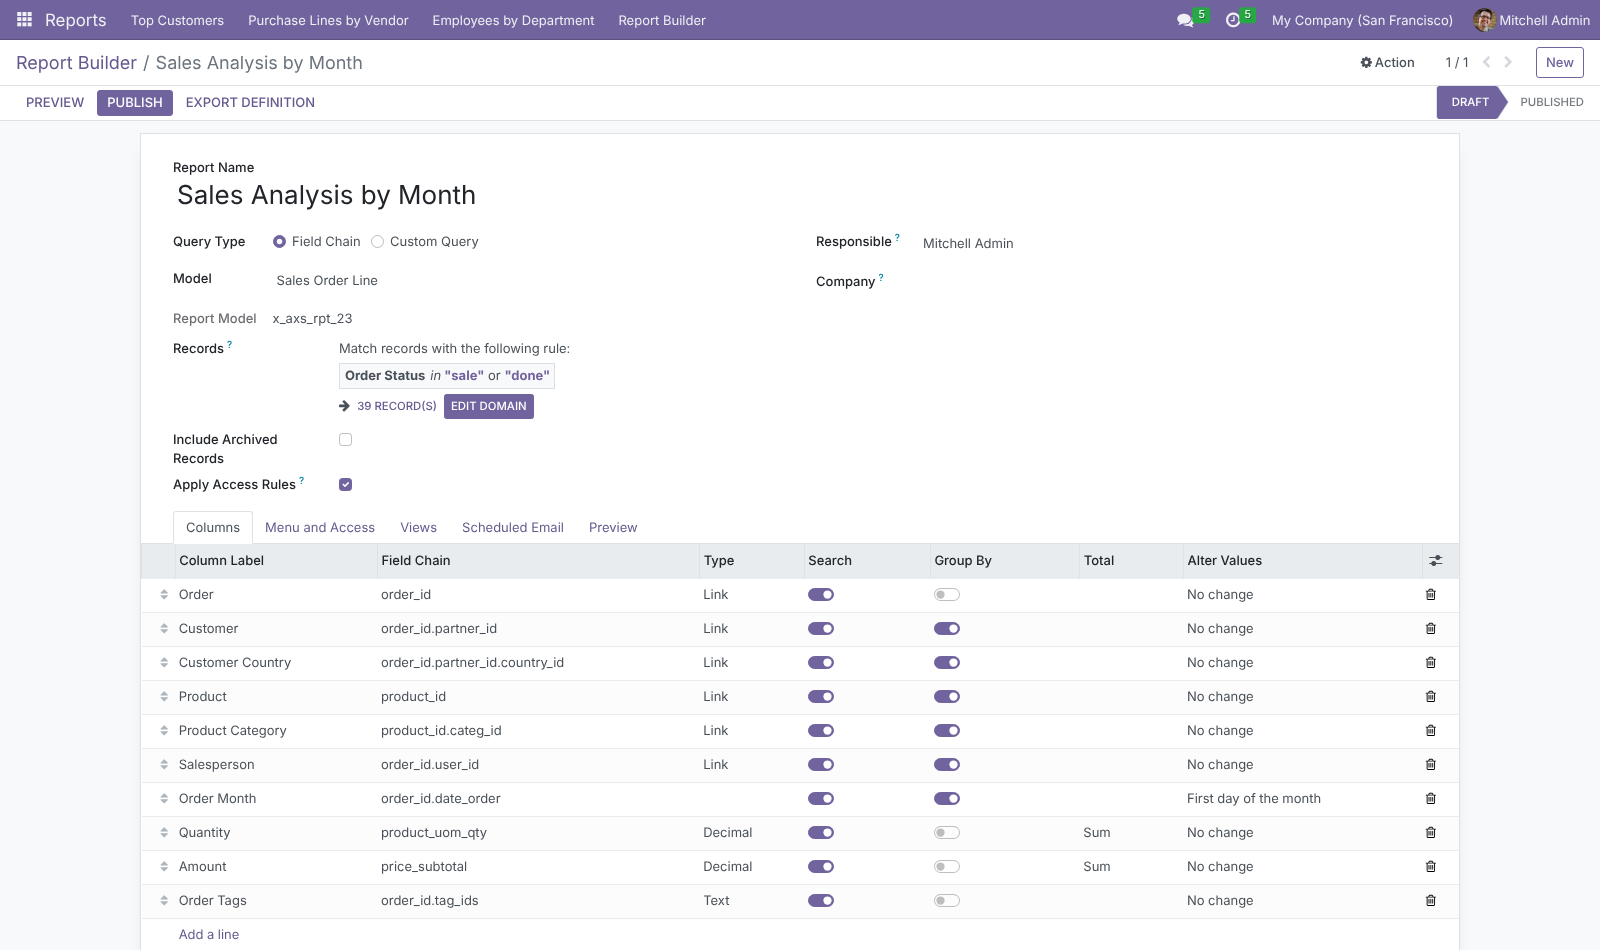 Reports Top Customers Purchase Lines by Vendor Employees by Department Report Builder 5 5 My Company (San Francisco) Mitchell Admin
Report Builder / Sales Analysis by Month Action 1 / 1 New
PREVIEW PUBLISH EXPORT DEFINITION DRAFT PUBLISHED
Report Name
Sales Analysis by Month
Query Type Field Chain Custom Query Responsible ? Mitchell Admin
Model Sales Order Line Company ?
Report Model x_axs_rpt_23
Records ? Match records with the following rule:
Order Status in "sale" or "done"
39 RECORD(S) EDIT DOMAIN
Include Archived
Records
Apply Access Rules ?
Columns Menu and Access Views Scheduled Email Preview
Column Label Field Chain Type Search Group By Total Alter Values
Order order_id Link No change
Customer order_id.partner_id Link No change
Customer Country order_id.partner_id.country_id Link No change
Product product_id Link No change
Product Category product_id.categ_id Link No change
Salesperson order_id.user_id Link No change
Order Month order_id.date_order First day of the month
Quantity product_uom_qty Decimal Sum No change
Amount price_subtotal Decimal Sum No change
Order Tags order_id.tag_ids Text No change
Add a line